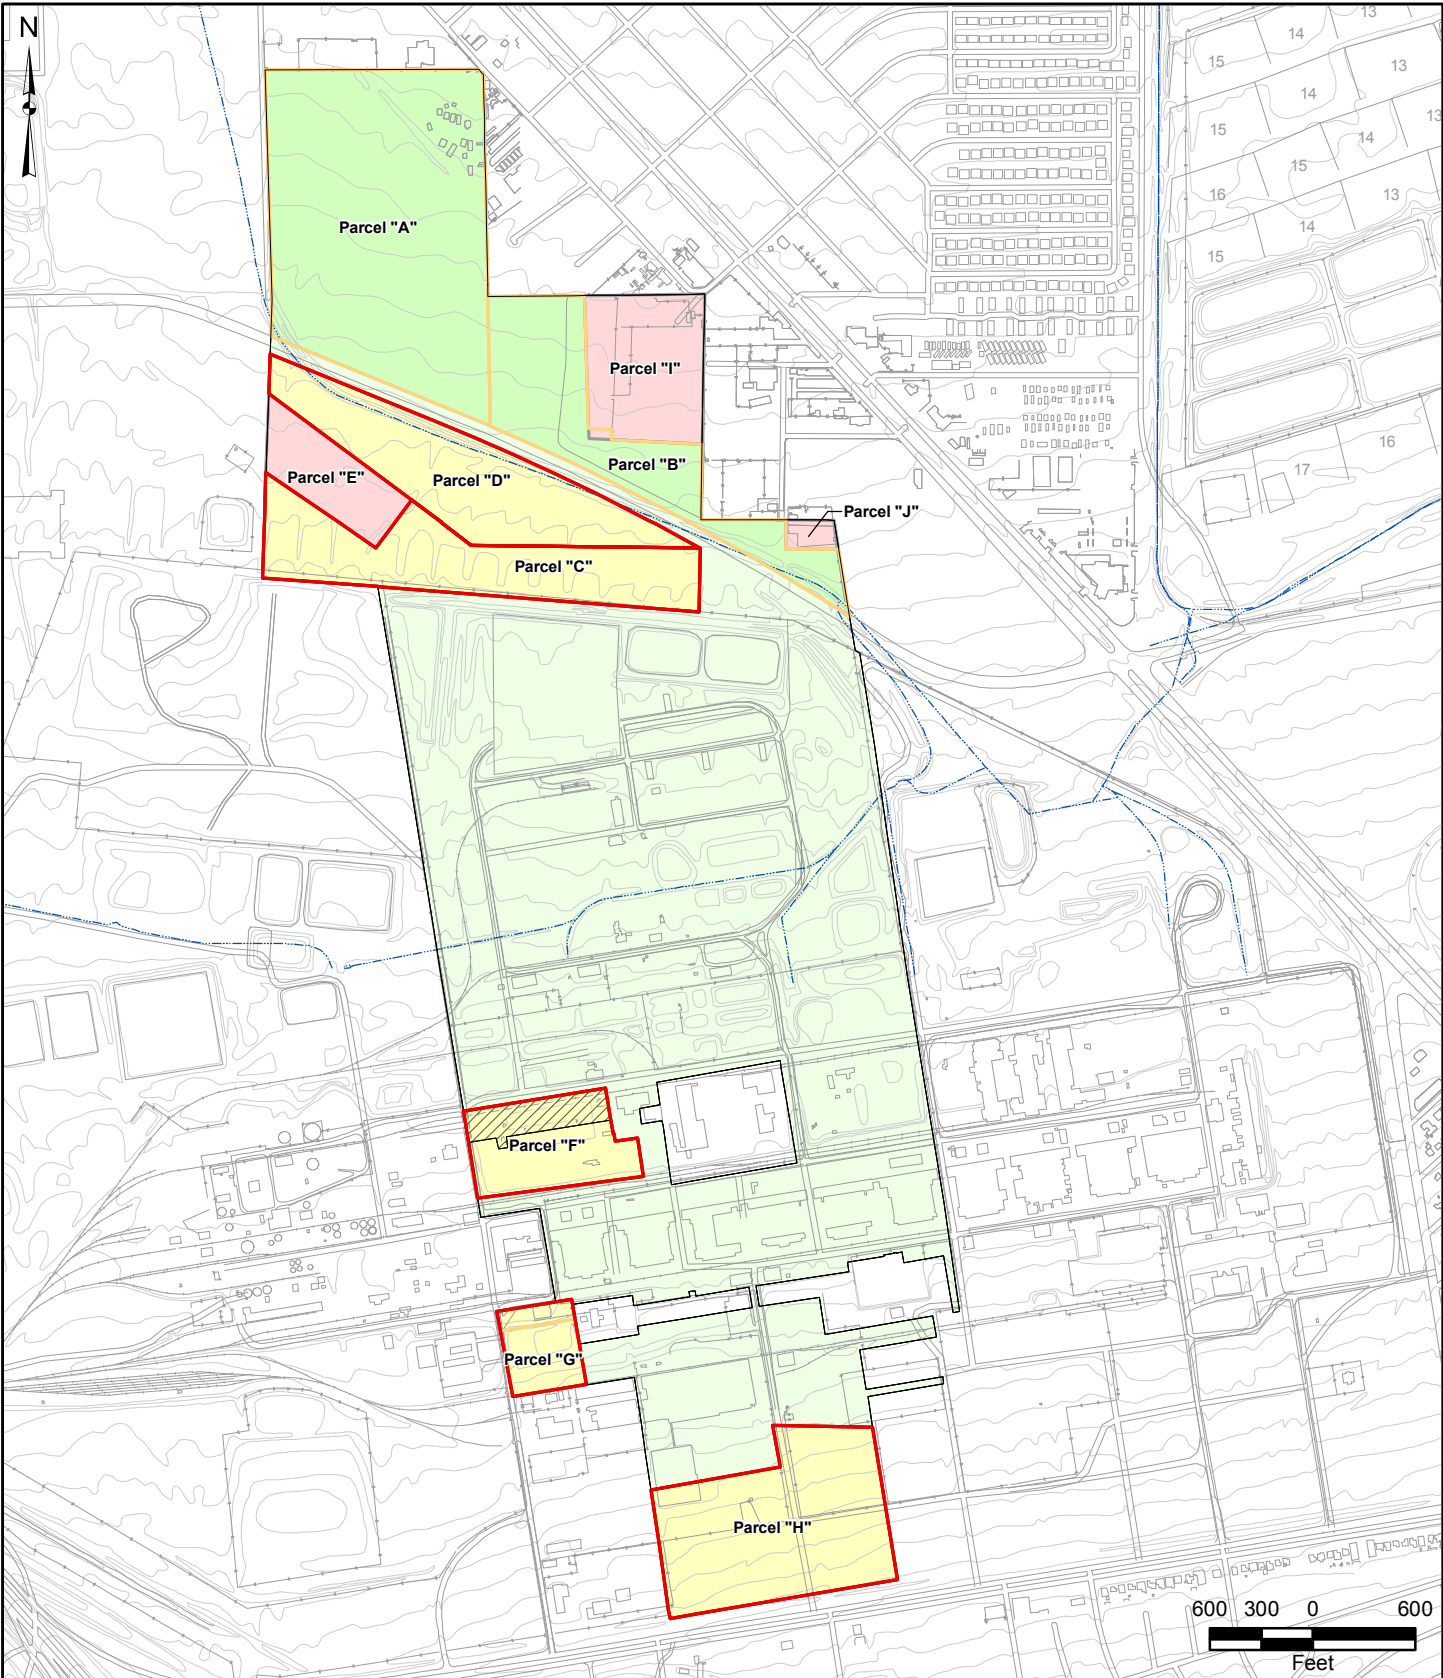 N
13
14
15
13
14
13
15
14
15
16
13
14
15
Parcel "A"
Parcel "I"
16
Parcel "B"
17
Parcel "E"
Parcel "D"
Parcel "J"
Parcel "C"
Parcel "F"
Parcel "G"
Parcel "H"
600 300 0 600
Feet